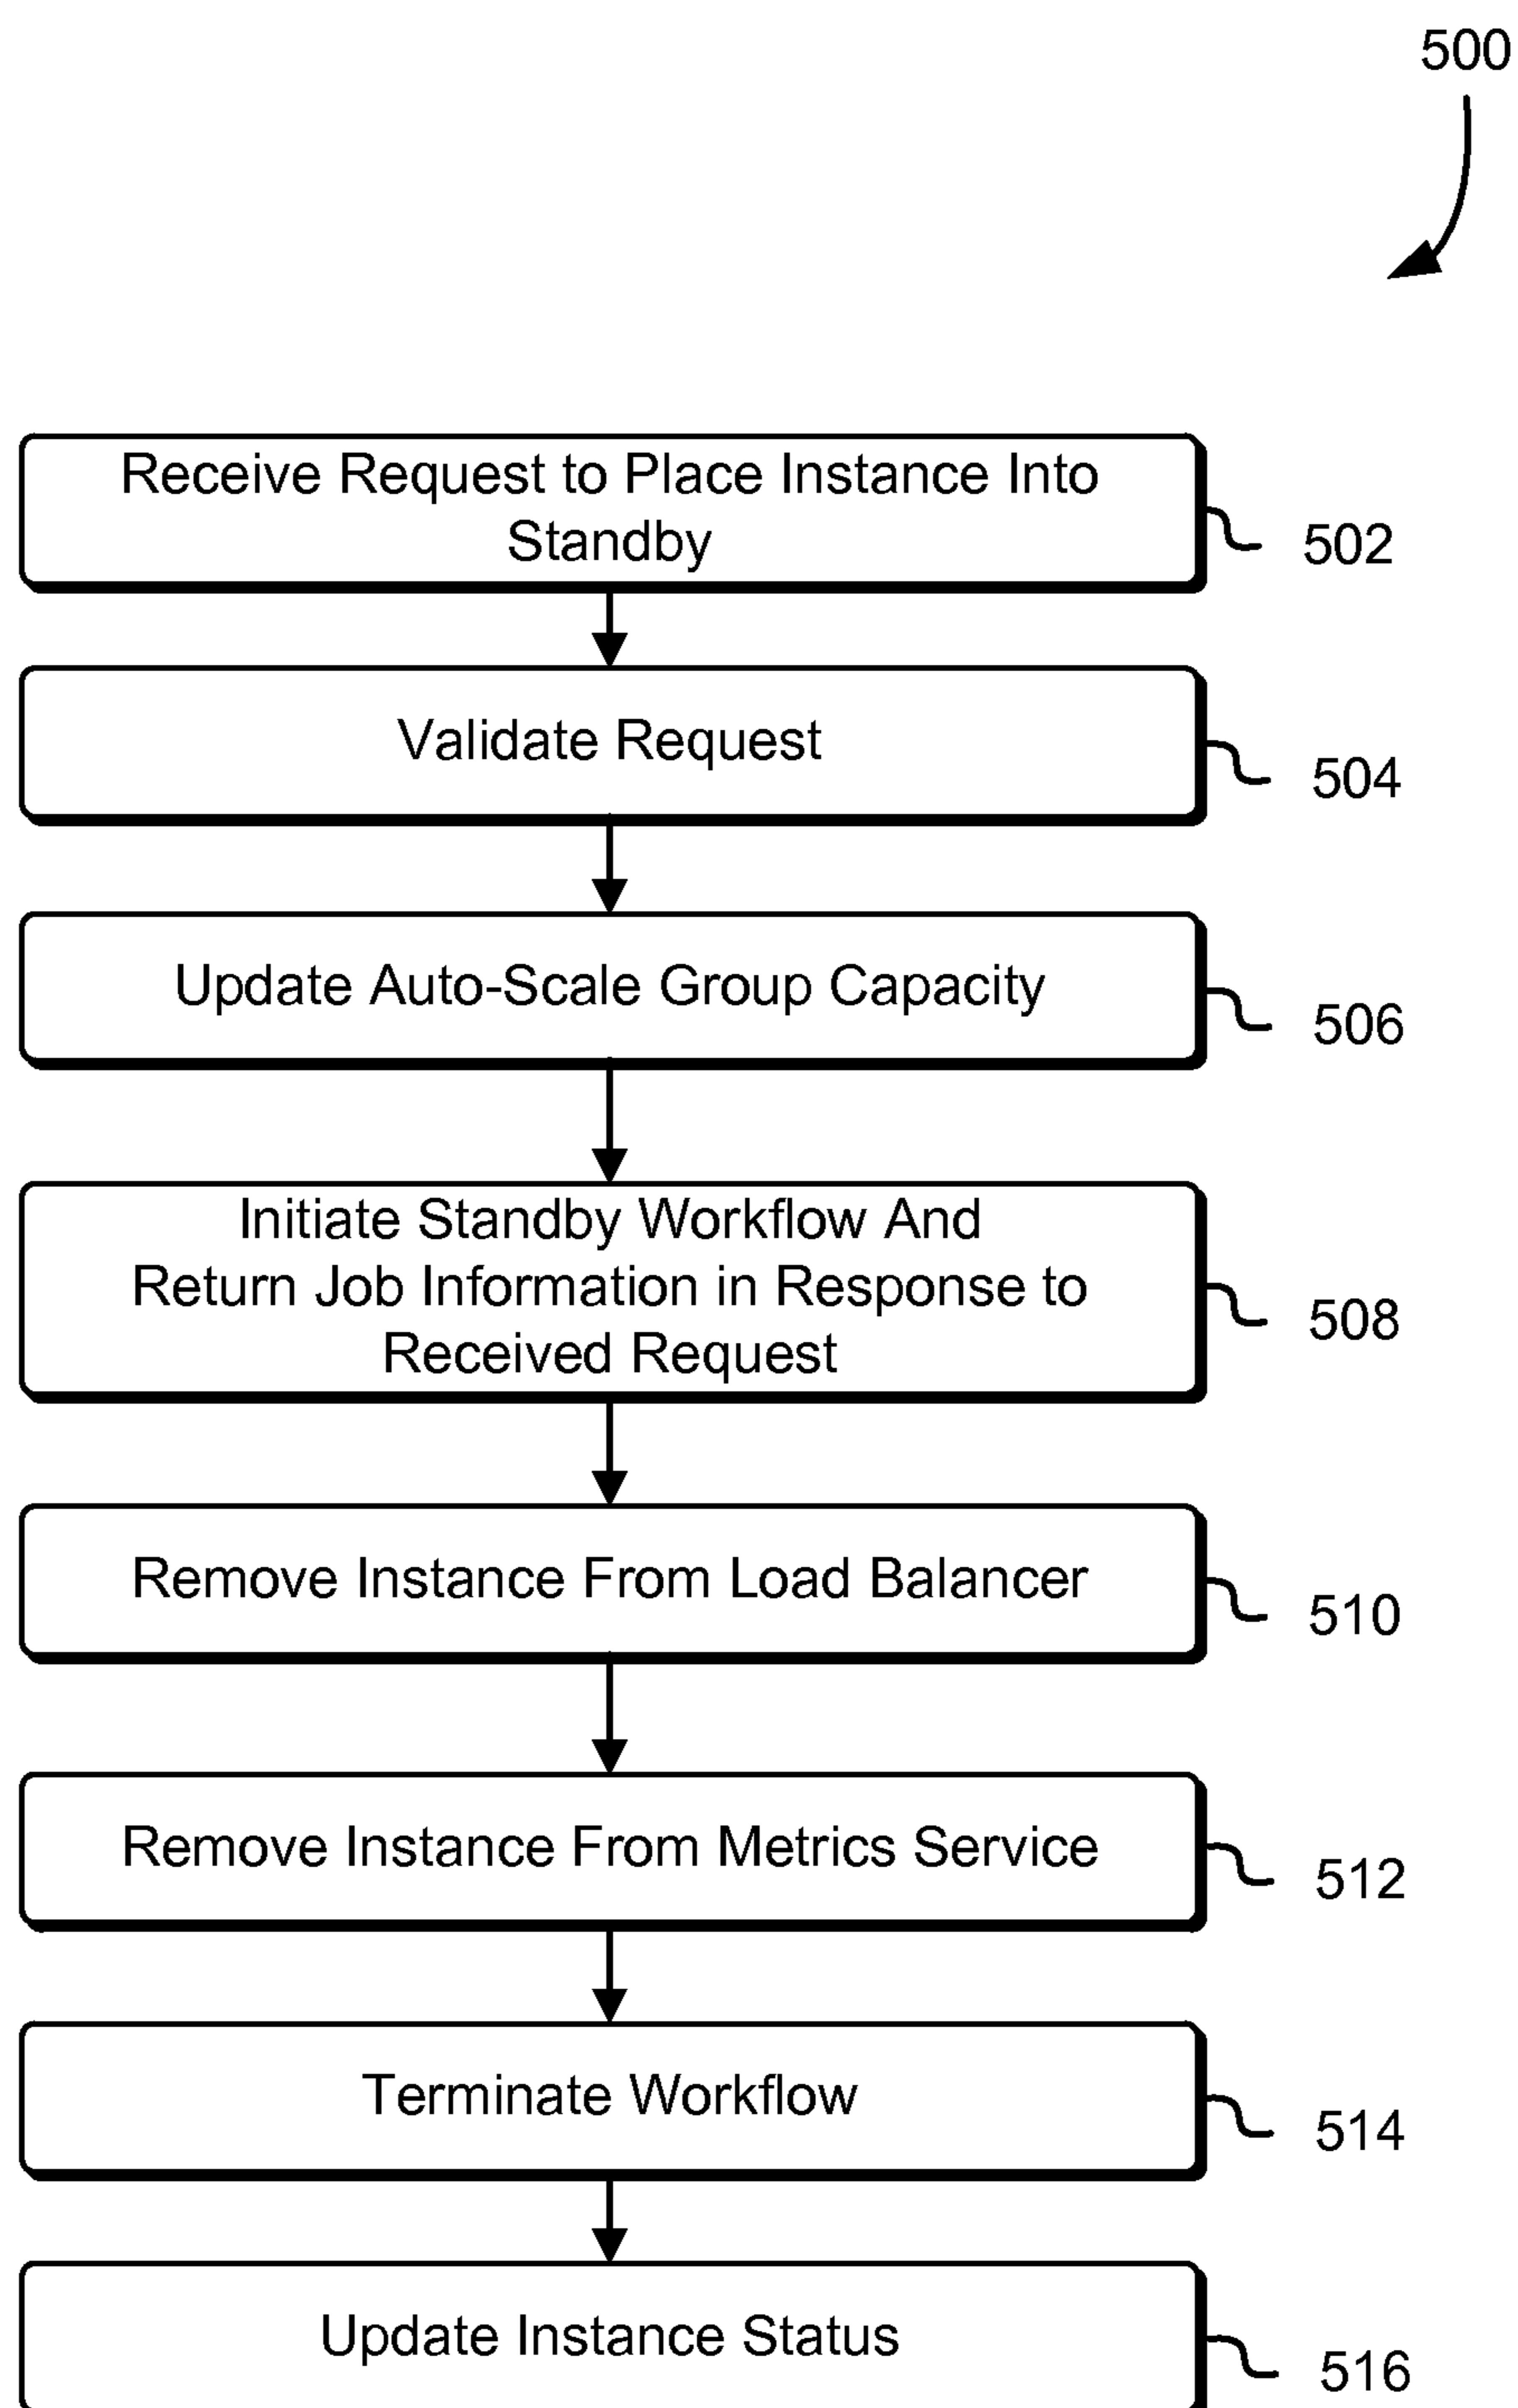 500
Receive Request to Place Instance Into
Standby
502
Validate Request
504
Update Auto-Scale Group Capacity
506
Initiate Standby Workflow And
Return Job Information in Response to
Received Request
508
Remove Instance From Load Balancer
510
Remove Instance From Metrics Service
512
Terminate Workflow
514
Update Instance Status
516